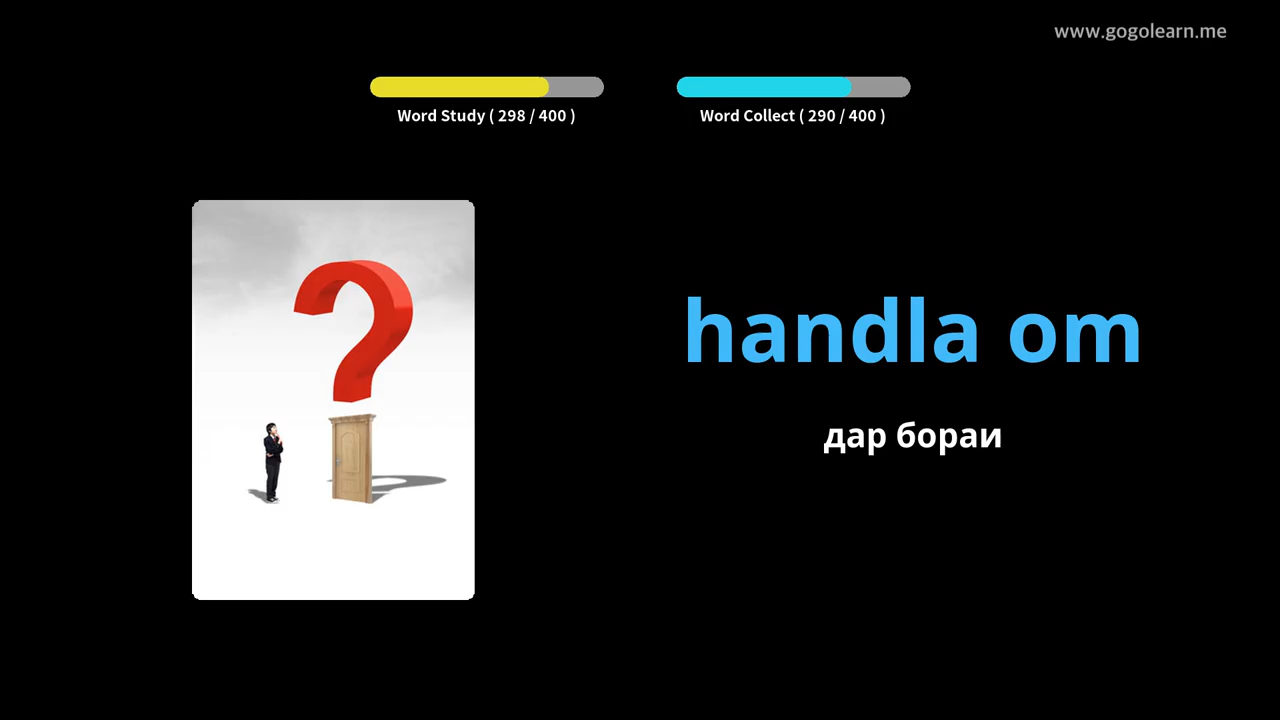 www.gogolearn.me
Word Study ( 298 / 400 )
Word Collect ( 290 / 400 )
handla om
дар бораи